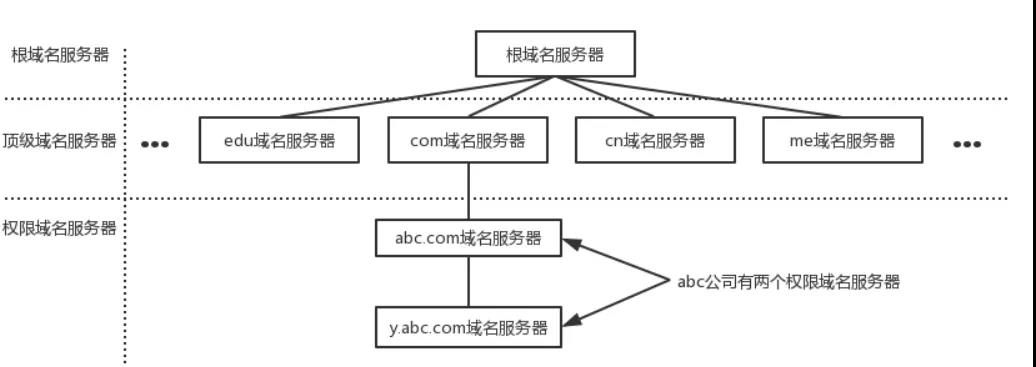 根域名服务器
根域名服务器
顶级域名服务器
edu域名服务器
com域名服务器
cn域名服务器
me域名服务器
权限域名服务器
abc.com域名服务器
abc公司有两个权限域名服务器
y.abc.com域名服务器